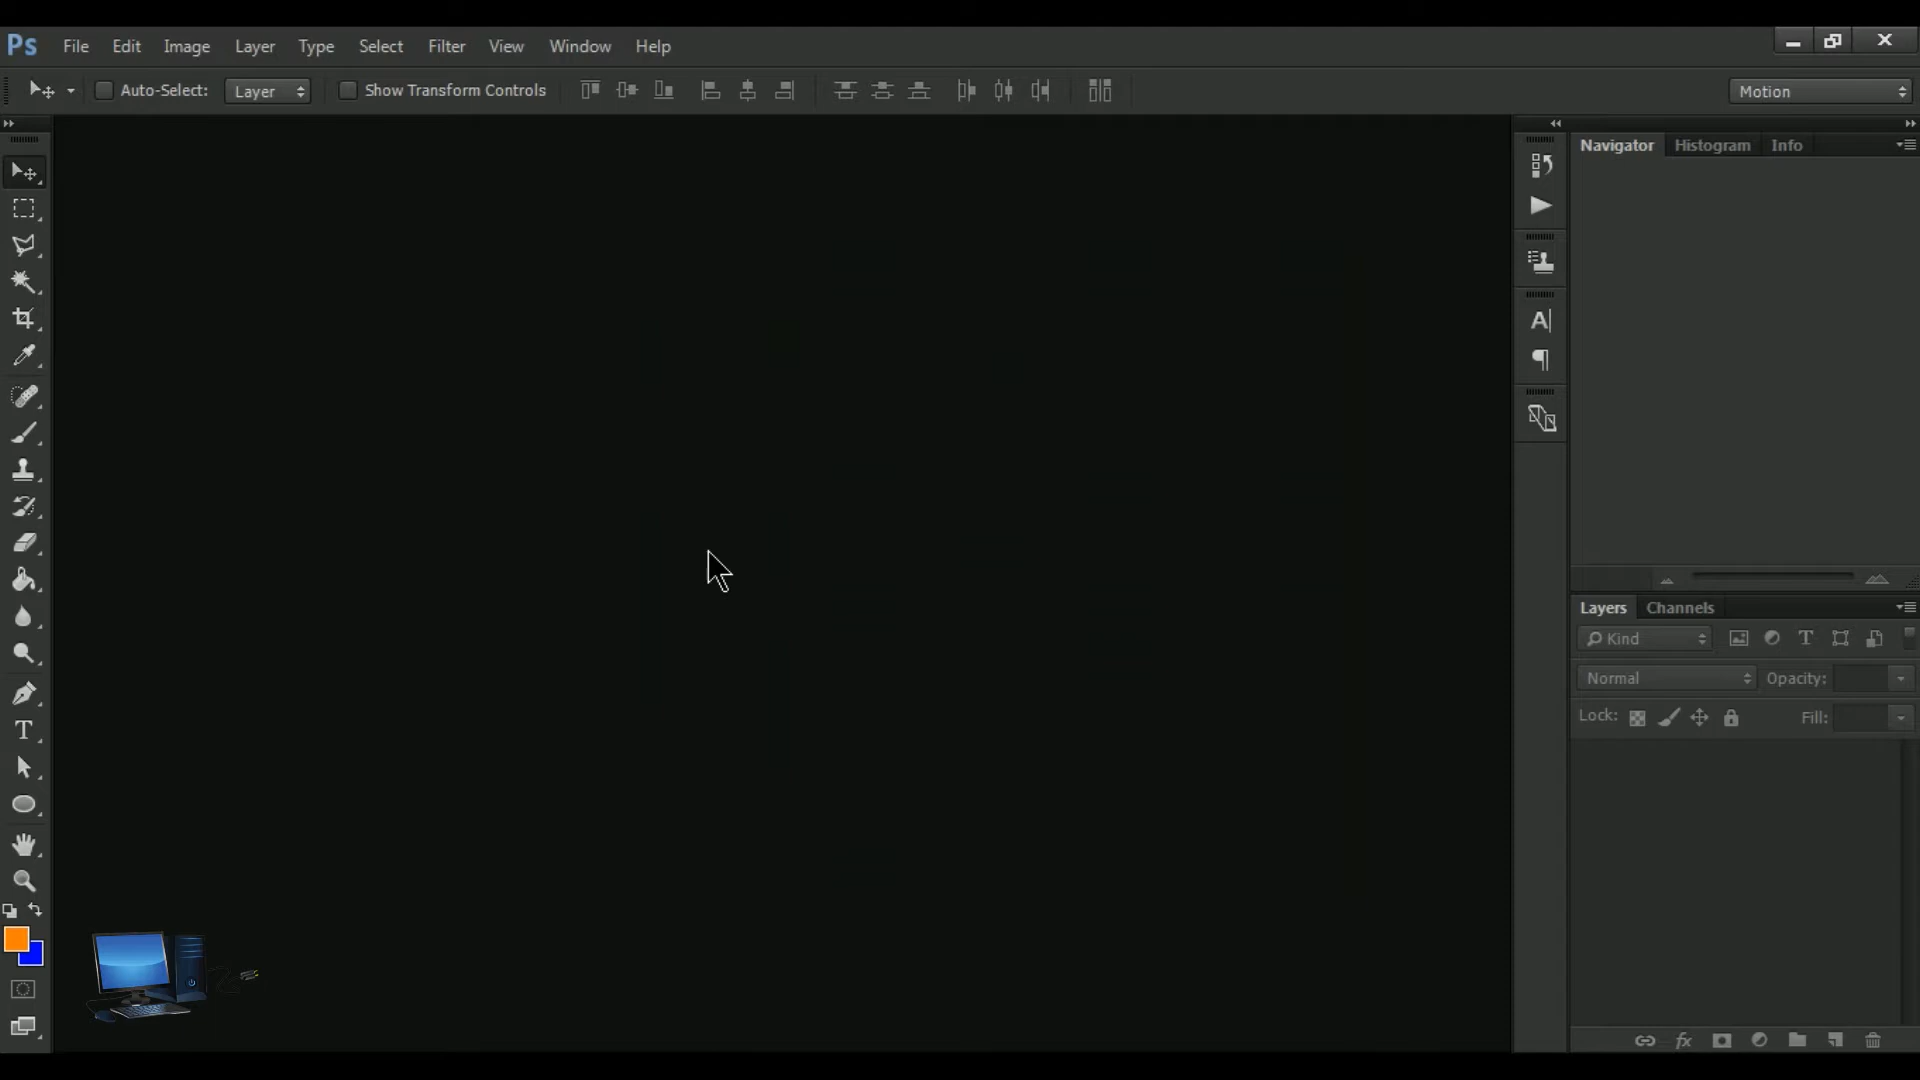 Ps File Edit Image Layer Type Select Filter View Window Help
Auto-Select: Layer Show Transform Controls Motion
Navigator Histogram Info
A|
Layers Channels
Kind T
Normal Opacity:
Lock: Fill:
T
fx